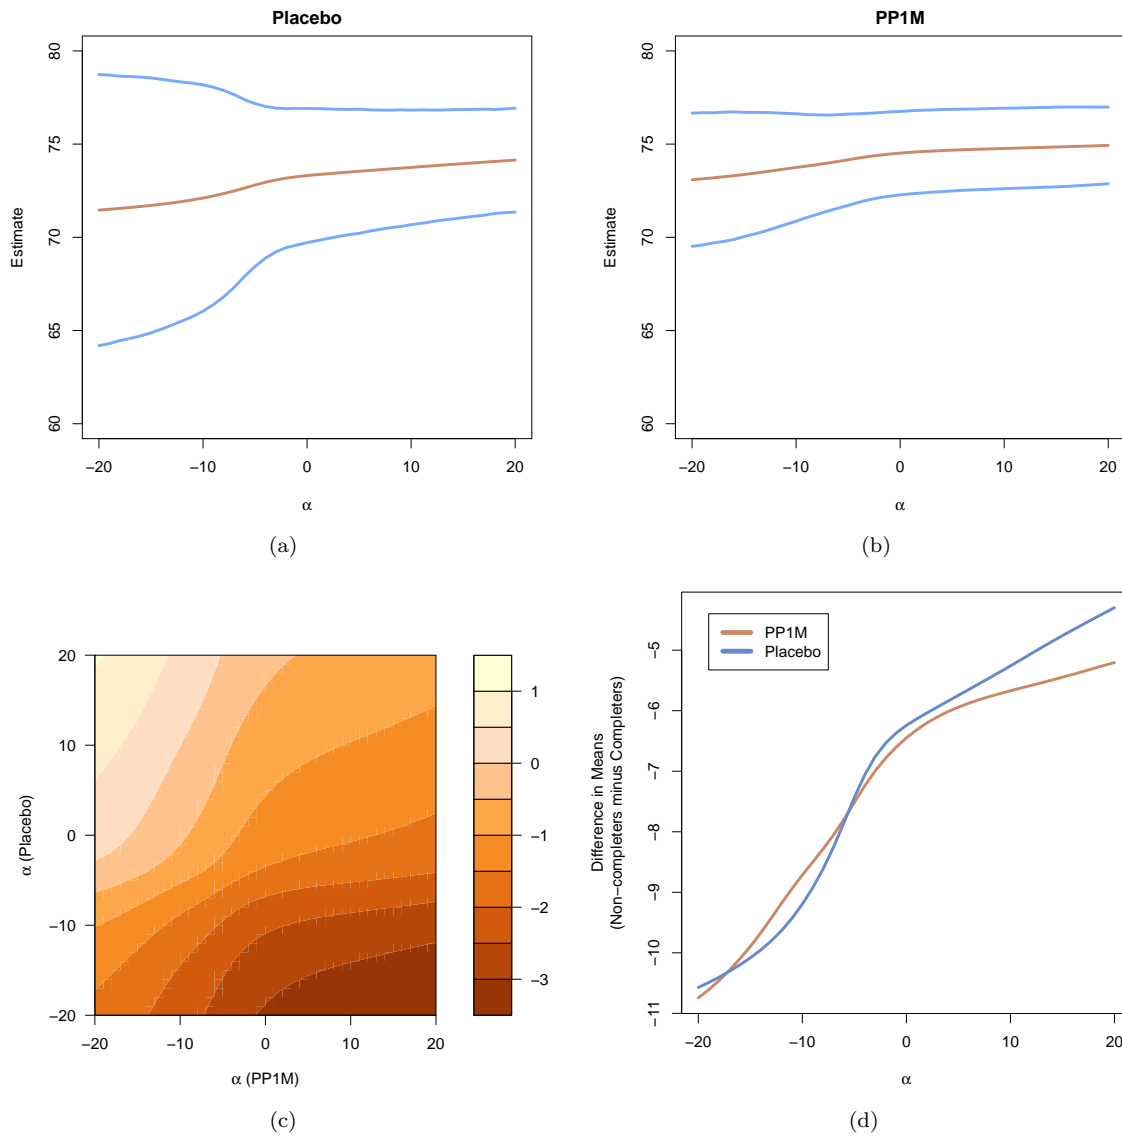 Placebo
Estimate
80
75
70
65
60
−20
−10
0
10
20
α
(a)
PP1M
Estimate
80
75
70
65
60
−20
−10
0
10
20
α
(b)
α (Placebo)
20
10
0
−10
−20
−20
−10
0
10
20
α (PP1M)
1
0
−1
−2
−3
(c)
Difference in Means
(Non−completers minus Completers)
−5
−6
−7
−8
−9
−10
−11
PP1M
Placebo
−20
−10
0
10
20
α
(d)